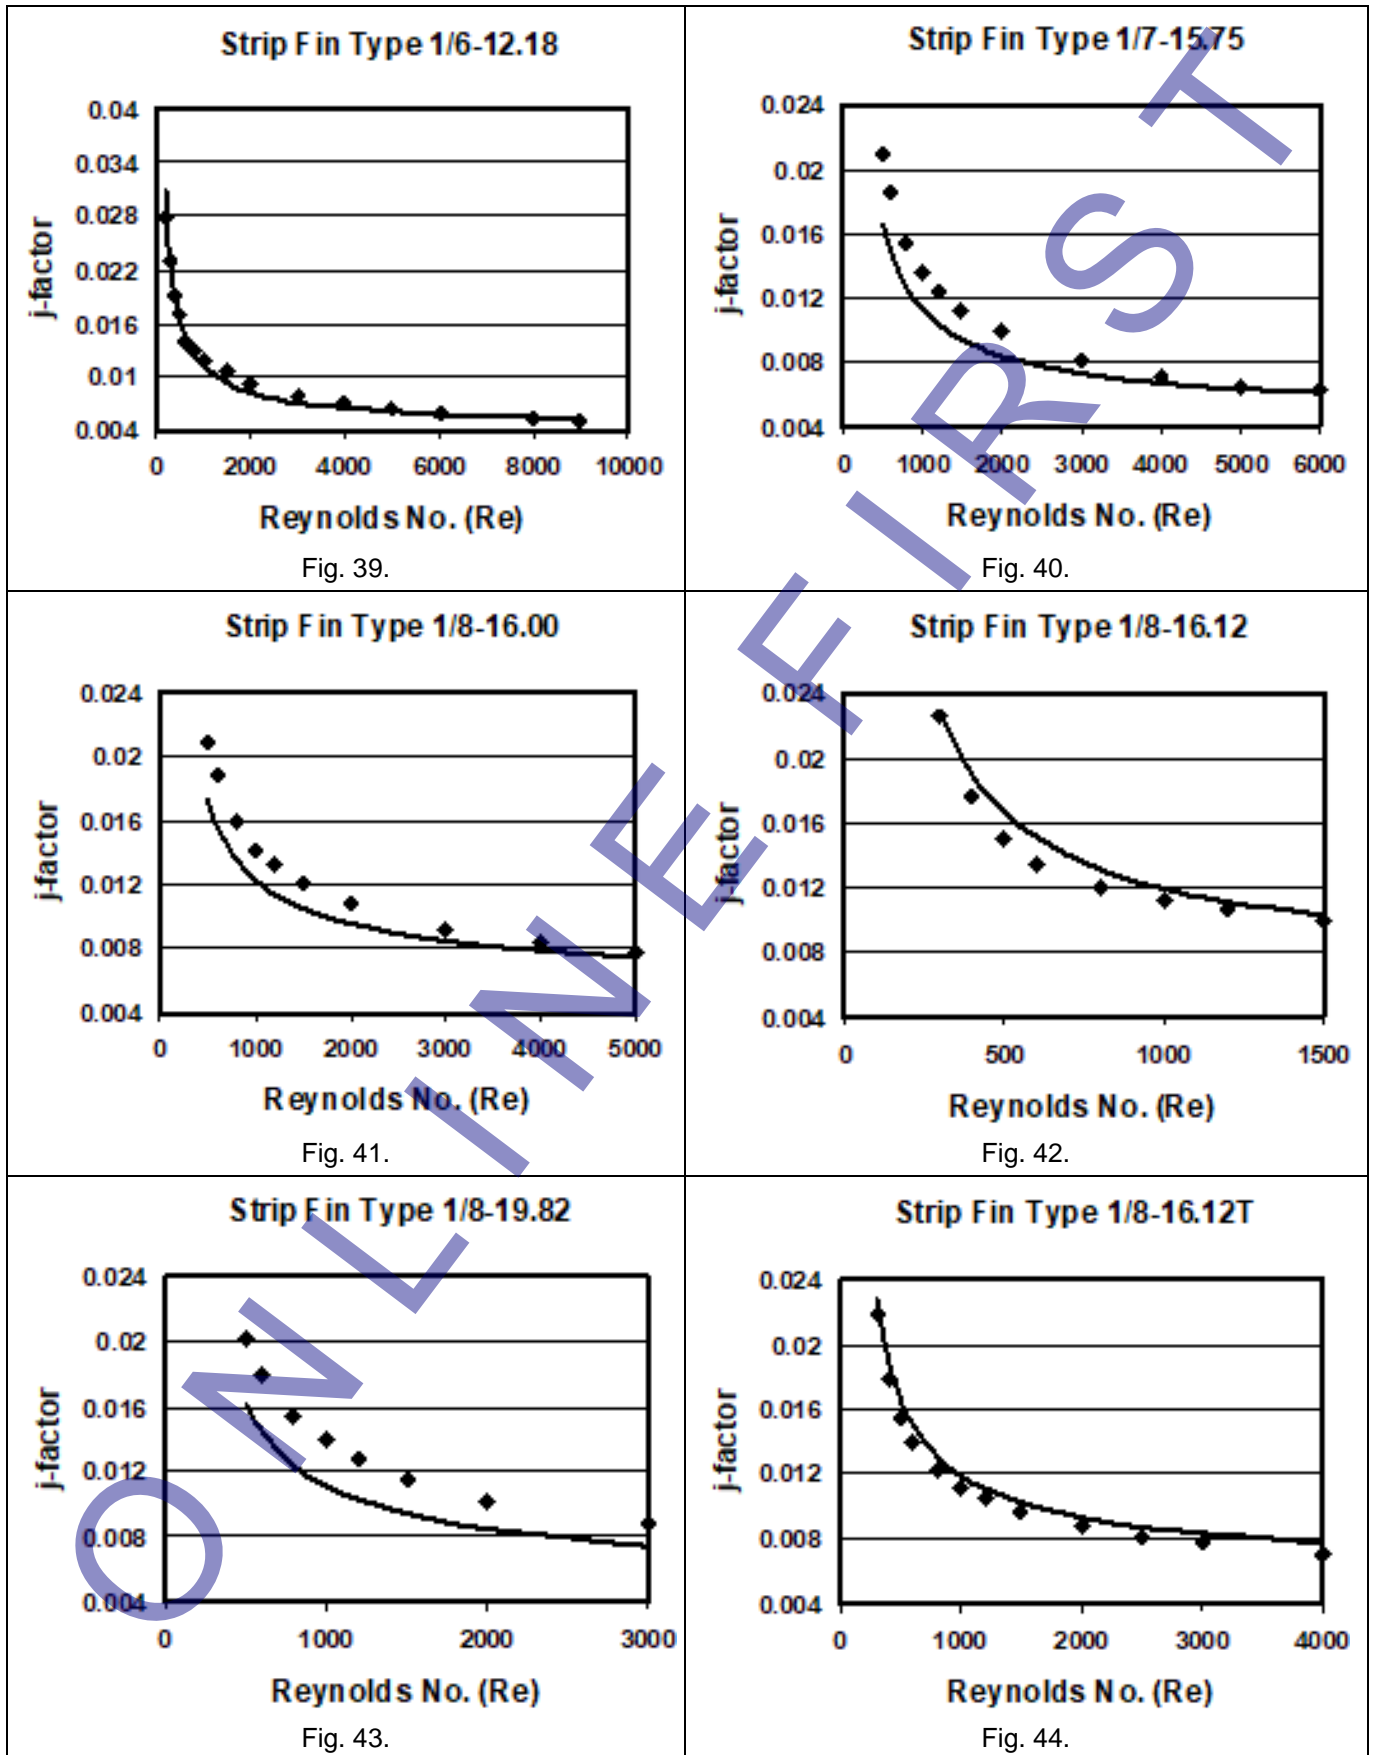 Strip Fin Type 1/6-12.18
0.04
0.034
0.028
0.022
0.016
0.01
0.004
j-factor
0 2000 4000 6000 8000 10000
Reynolds No. (Re)
Fig. 39.
Strip Fin Type 1/7-15.75
0.024
0.02
0.016
0.012
0.008
0.004
j-factor
0 1000 2000 3000 4000 5000 6000
Reynolds No. (Re)
Fig. 40.
Strip Fin Type 1/8-16.00
0.024
0.02
0.016
0.012
0.008
0.004
j-factor
0 1000 2000 3000 4000 5000
Reynolds No. (Re)
Fig. 41.
Strip Fin Type 1/8-16.12
0.024
0.02
0.016
0.012
0.008
0.004
j-factor
0 500 1000 1500
Reynolds No. (Re)
Fig. 42.
Strip Fin Type 1/8-19.82
0.024
0.02
0.016
0.012
0.008
0.004
j-factor
0 1000 2000 3000
Reynolds No. (Re)
Fig. 43.
Strip Fin Type 1/8-16.12T
0.024
0.02
0.016
0.012
0.008
0.004
j-factor
0 1000 2000 3000 4000
Reynolds No. (Re)
Fig. 44.
ONLINE FIRST